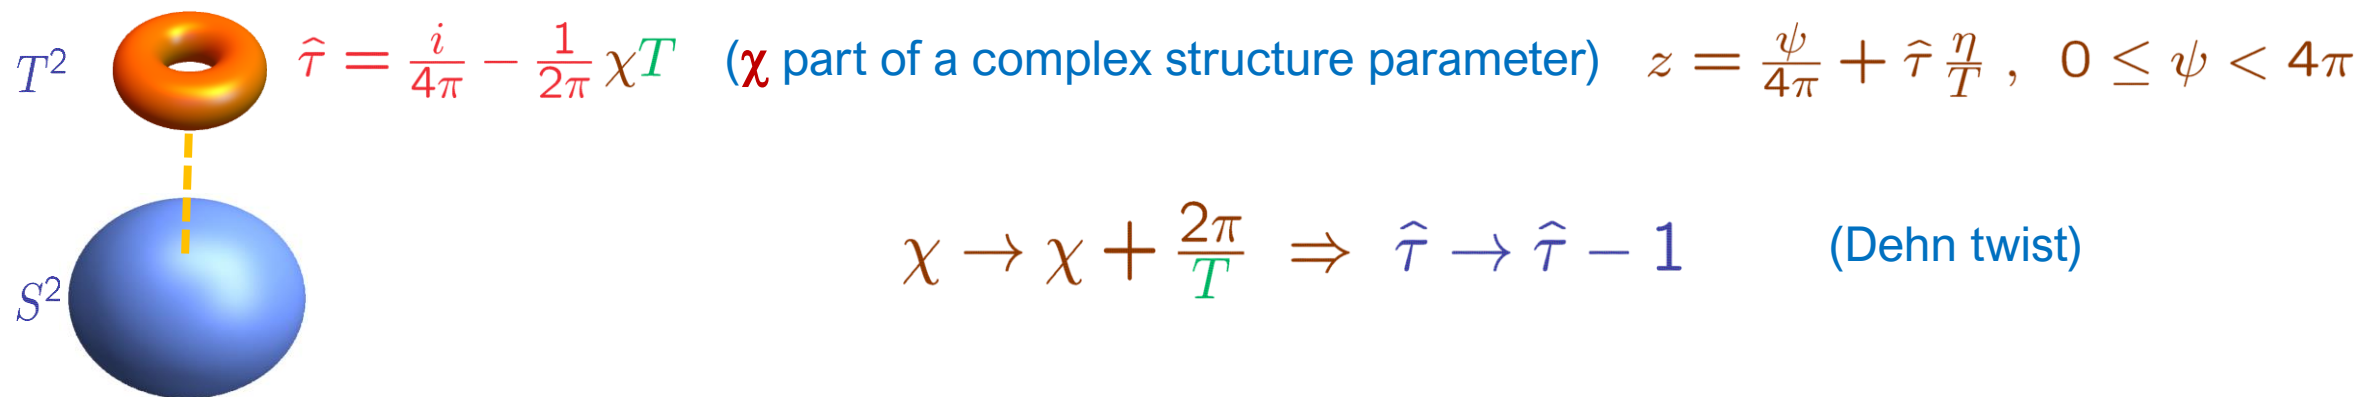 T² τ̂ = i/4π − 1/2π χT (χ part of a complex structure parameter) z = ψ/4π + τ̂ η/T , 0 ≤ ψ < 4π
χ → χ + 2π/T ⇒ τ̂ → τ̂ − 1 (Dehn twist)
S²